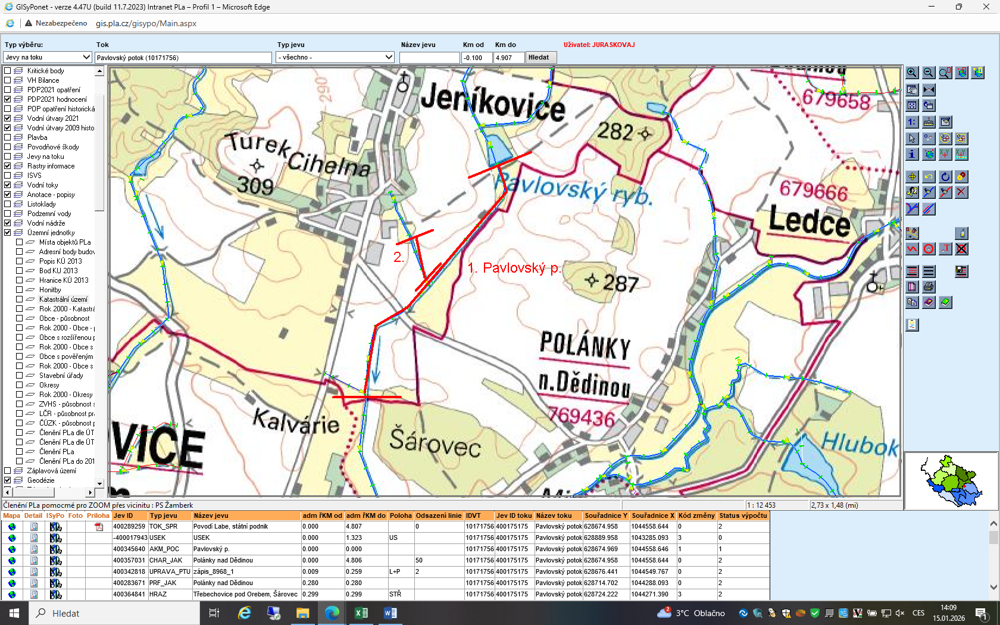 GISyPonet - verze 4.47U (build 11.7.2023) Intranet PLa – Profil 1 – Microsoft Edge
Nezabezpečeno gis.pla.cz/gisypo/Main.aspx
Typ výběru: Tok Typ jevu Název jevu Km od Km do Uživatel: JURASKOVAJ
Jevy na toku Pavlovský potok (10171756) - všechno - -0.100 4.907 Hledat
Kritické body
VH Bilance
PDP2021 opatření
PDP2021 hodnocení
POP opatření historická
Vodní útvary 2021
Vodní útvary 2009 histo
Plavba
Povodňové škody
Jevy na toku
Rastry informace
ISVS
Vodní toky
Anotace - popisy
Listoklady
Podzemní vody
Vodní nádrže
Územní jednotky
Místa objektů PLa
Adresní body budov
Popis KÚ 2013
Bod KU 2013
Hranice KÚ 2013
Honitby
Katastrální území
Rok 2000 - Katastrá
Obce - působnost
Rok 2000 - Obce -
Obce s rozšířenou
Rok 2000 - Obce s
Obce s pověřeným
Rok 2000 - Obce s
Stavební úřady
Okresy
Rok 2000 - Okresy
ZVHS - působnost s
LČR - působnost pr
ČÚZK - působnost
Členění PLa dle ÚT
Členění PLa dle ÚT
Členění PLa
Členění PLa do 201
Záplavová území
Geodézie
Jeníkovice
290
679658
282
Turek
Cihelna
309
Pavlovský ryb.
679666
Ledce
2.
1. Pavlovský p.
287
POLÁNKY
n.Dědinou
769436
Kalvárie
Šárovec
VICE
Hlubok
1:
Členění PLa pomocmé pro ZOOM přes vicinitu : PS Žamberk 1 : 12 453 2,73 x 1,48 (mi)
Mapa Detail ISyPo Foto Priloha Jev ID Typ jevu Název jevu adm řKM od adm řKM do Poloha Odsazení linie IDVT Jev ID toku Název toku Souřadnice Y Souřadnice X Kód změny Status výpočtu
400289259 TOK_SPR Povodí Labe, státní podnik 0.000 4.807 0 10171756 400175175 Pavlovský potok 628674.958 1044558.644 0 2
-400017943 USEK USEK 0.000 1.323 US 10171756 400175175 Pavlovský potok 628889.958 1043285.093 3 0
400345640 AKM_POC Pavlovský p. 0.000 0.000 10171756 400175175 Pavlovský potok 628674.969 1044558.646 1 1
400357031 CHAR_JAK Polánky nad Dědinou 0.000 4.806 50 10171756 400175175 Pavlovský potok 628674.958 1044558.644 0 2
400342818 UPRAVA_PTU zápis_8968_1 0.009 0.259 L+P 2 10171756 400175175 Pavlovský potok 628676.441 1044549.767 0 2
400283671 PRF_JAK Polánky nad Dědinou 0.280 0.280 10171756 400175175 Pavlovský potok 628714.702 1044288.093 0 2
400364841 HRAZ Třebechovice pod Orebem, Šárovec 0.299 0.299 STŘ 10171756 400175175 Pavlovský potok 628724.222 1044271.390 3 2
Hledat 2 3°C Oblačno CES 14:09
15.01.2026 1